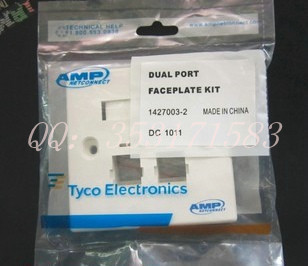 TECHNICAL HELP
AMP
NETCONNECT
DUAL PORT
FACEPLATE KIT
1427003-2 MADE IN CHINA
DC 1011
Tyco Electronics
AMP
NETCONNECT